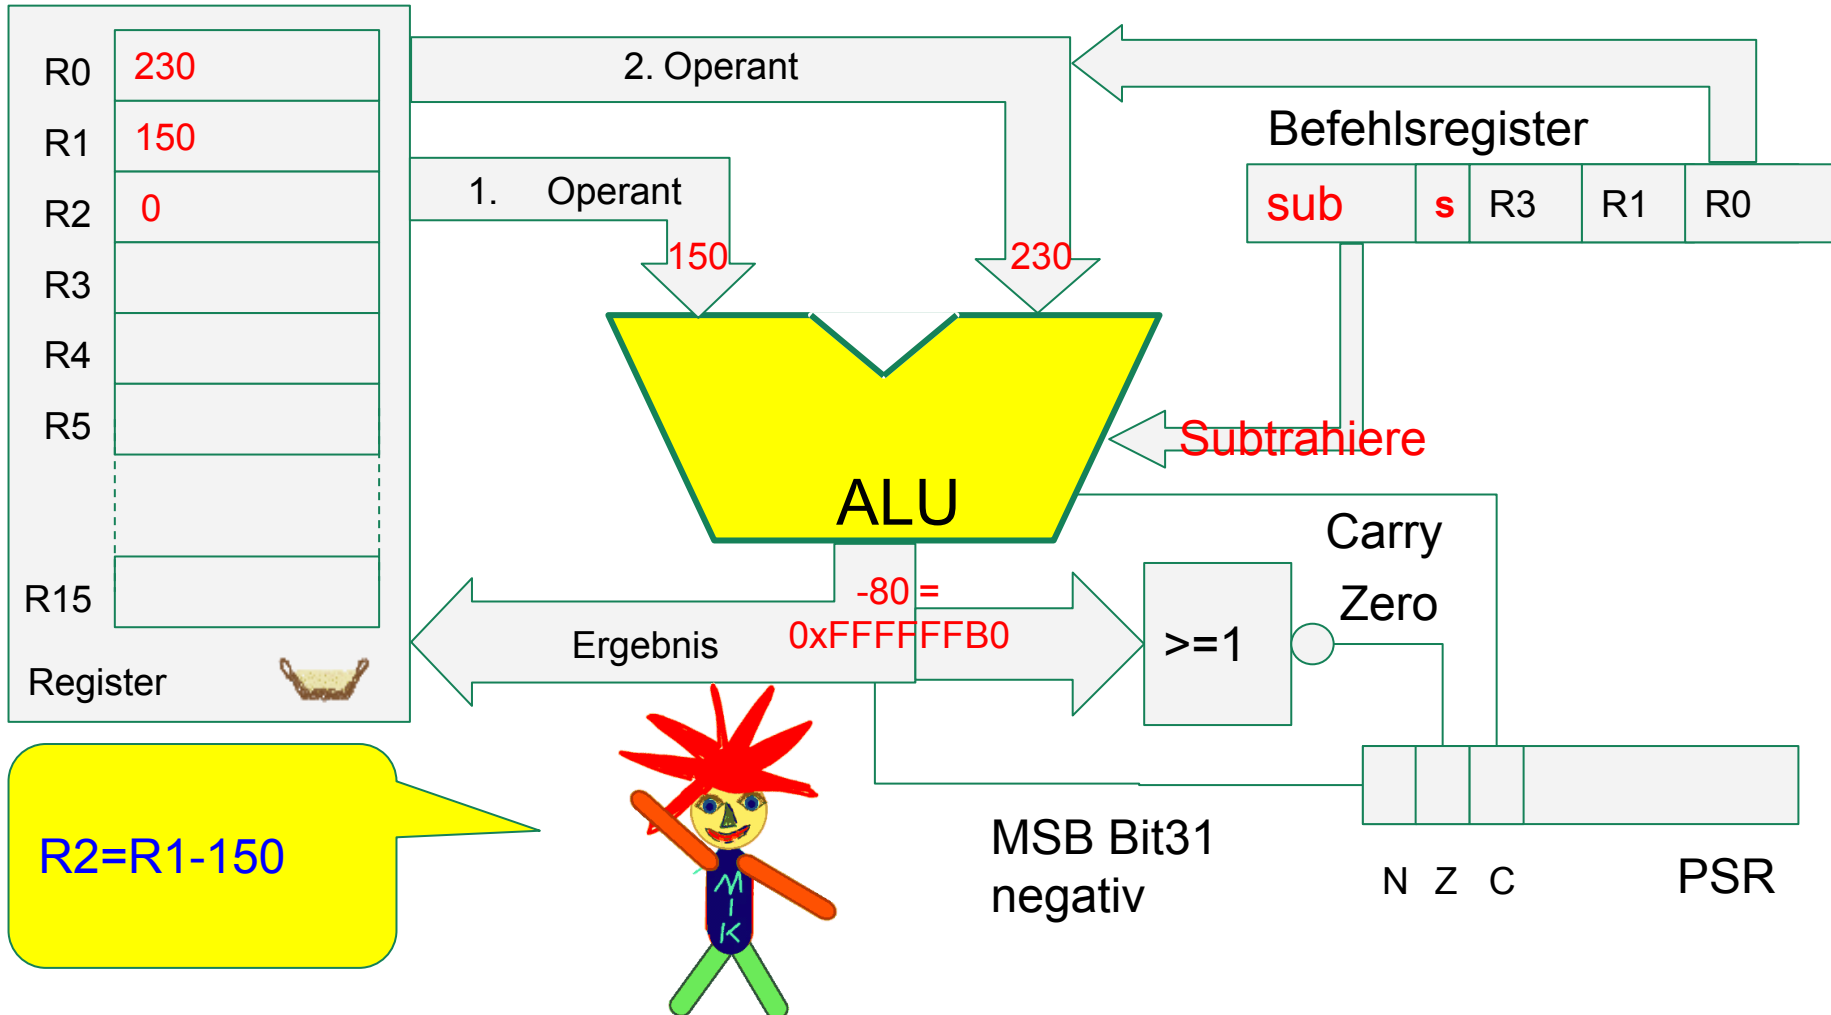 R0
230
R1
150
R2
0
R3
R4
R5
R15
Register
2. Operant
1. Operant
150
230
Befehlsregister
sub s R3 R1 R0
Subtrahiere
ALU
Carry
Zero
-80 =
0xFFFFFFB0
Ergebnis
>=1
R2=R1-150
MIK
MSB Bit31
negativ
N Z C
PSR